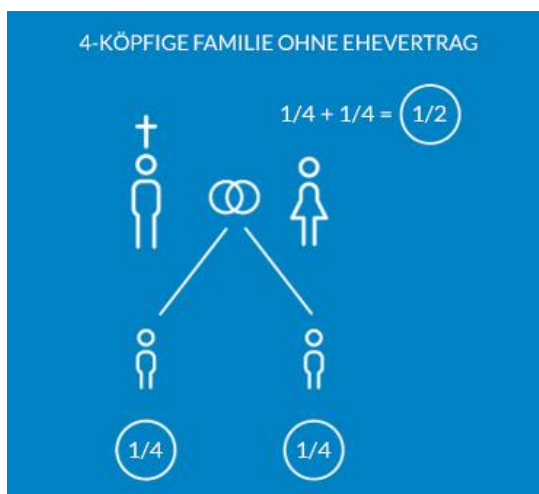 4-KÖPFIGE FAMILIE OHNE EHEVERTRAG
1/4 + 1/4 = 1/2
1/4 1/4